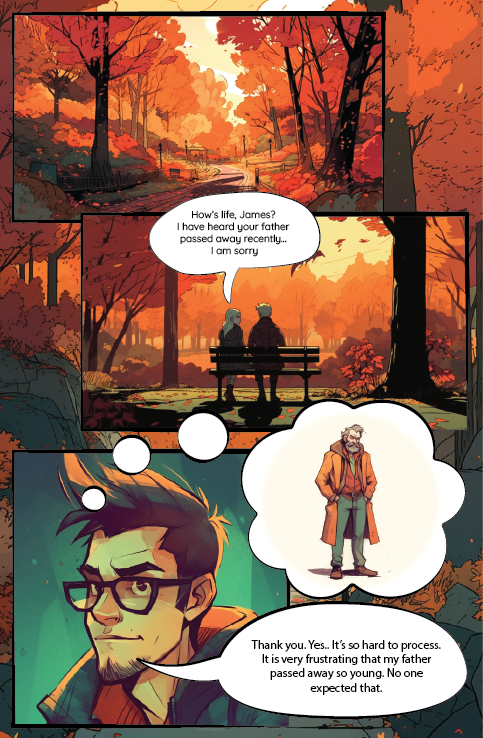 How's life, James?
I have heard your father
passed away recently...
I am sorry
Thank you. Yes.. It's so hard to process.
It is very frustrating that my father
passed away so young. No one
expected that.